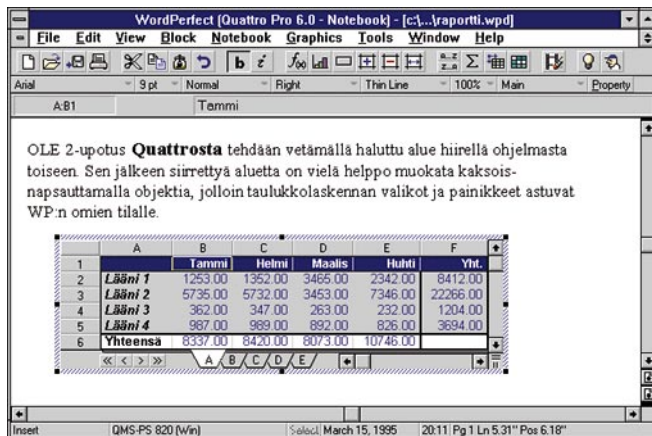 WordPerfect (Quattro Pro 6.0 - Notebook) - [c:\...\raportti.wpd]
File Edit View Block Notebook Graphics Tools Window Help
Arial 9 pt Normal Right Thin Line 100% Main Property
A:B1 Tammi
OLE 2-upotus Quattrosta tehdään vetämällä haluttu alue hiirellä ohjelmasta
toiseen. Sen jälkeen siirrettyä aluetta on vielä helppo muokata kaksois-
napsauttamalla objektia, jolloin taulukkolaskennan valikot ja painikkeet astuvat
WP:n omien tilalle.
A B C D E F
1 Tammi Helmi Maalis Huhti Yht.
2 Lääni 1 1253.00 1352.00 3465.00 2342.00 8412.00
3 Lääni 2 5735.00 5732.00 3453.00 7346.00 22266.00
4 Lääni 3 362.00 347.00 263.00 232.00 1204.00
5 Lääni 4 987.00 989.00 892.00 826.00 3694.00
6 Yhteensä 8337.00 8420.00 8073.00 10746.00
A B C D E
Insert QMS-PS 820 (Win) Select March 15, 1995 20:11 Pg 1 Ln 5.31" Pos 6.18"